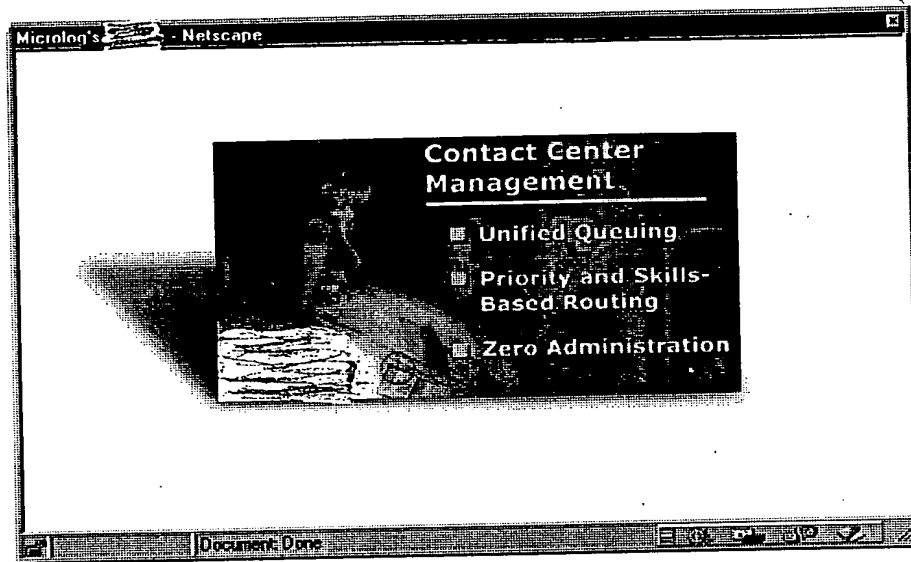 Microlog's - Netscape
Contact Center
Management
Unified Queuing
Priority and Skills-
Based Routing
Zero Administration
Document: Done